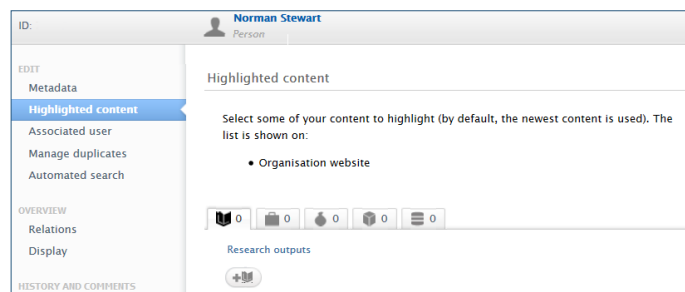 ID:
Norman Stewart
Person
EDIT
Metadata
Highlighted content
Associated user
Manage duplicates
Automated search
OVERVIEW
Relations
Display
HISTORY AND COMMENTS
Highlighted content
Select some of your content to highlight (by default, the newest content is used). The
list is shown on:
• Organisation website
0 0 0 0 0
Research outputs